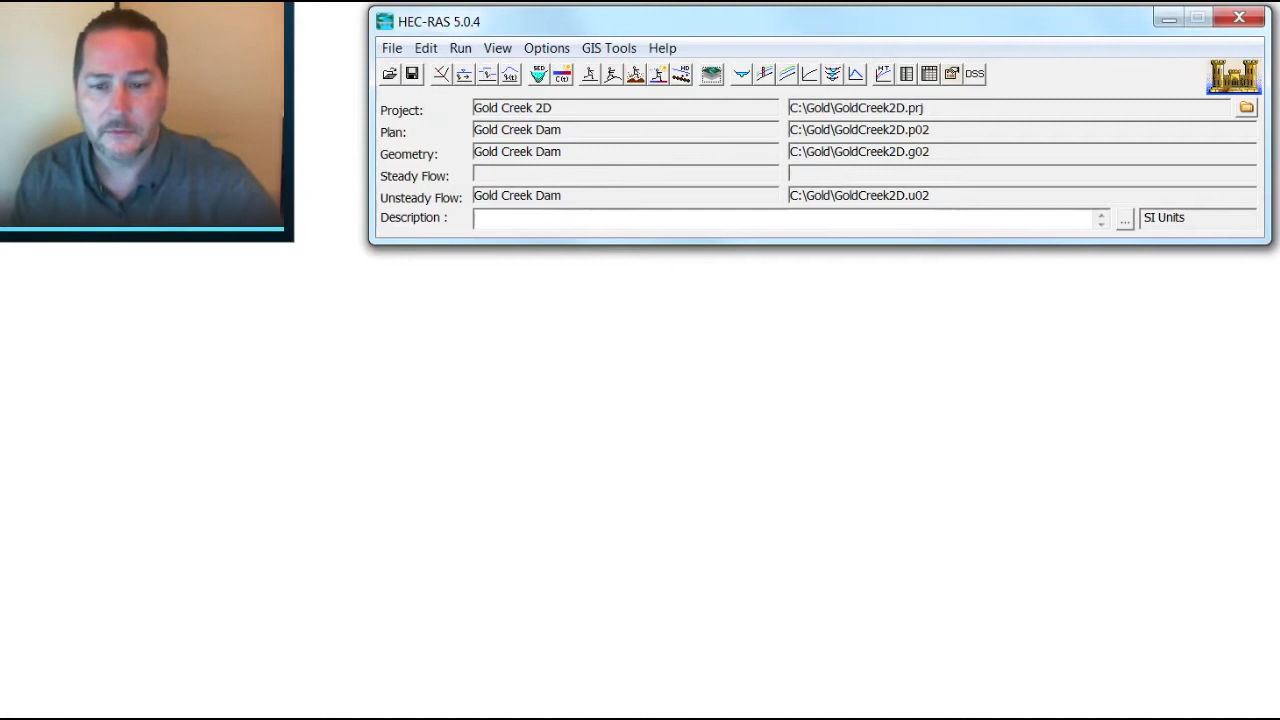 HEC-RAS 5.0.4
File Edit Run View Options GIS Tools Help
DSS
Project: Gold Creek 2D C:\Gold\GoldCreek2D.prj
Plan: Gold Creek Dam C:\Gold\GoldCreek2D.p02
Geometry: Gold Creek Dam C:\Gold\GoldCreek2D.g02
Steady Flow:
Unsteady Flow: Gold Creek Dam C:\Gold\GoldCreek2D.u02
Description : ... SI Units